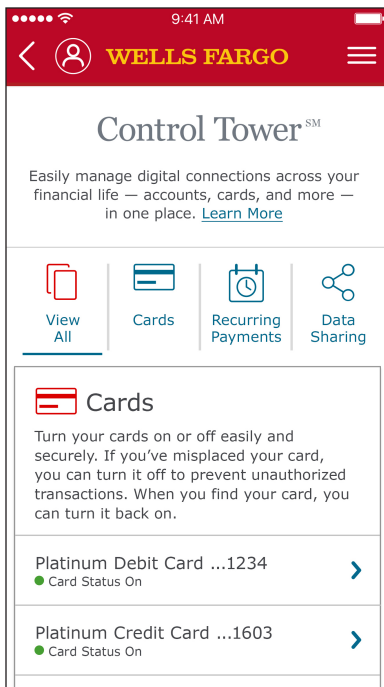 9:41 AM
WELLS FARGO
Control Tower℠
Easily manage digital connections across your
financial life — accounts, cards, and more —
in one place. Learn More
View All
Cards
Recurring Payments
Data Sharing
Cards
Turn your cards on or off easily and
securely. If you’ve misplaced your card,
you can turn it off to prevent unauthorized
transactions. When you find your card, you
can turn it back on.
Platinum Debit Card ...1234
Card Status On
Platinum Credit Card ...1603
Card Status On